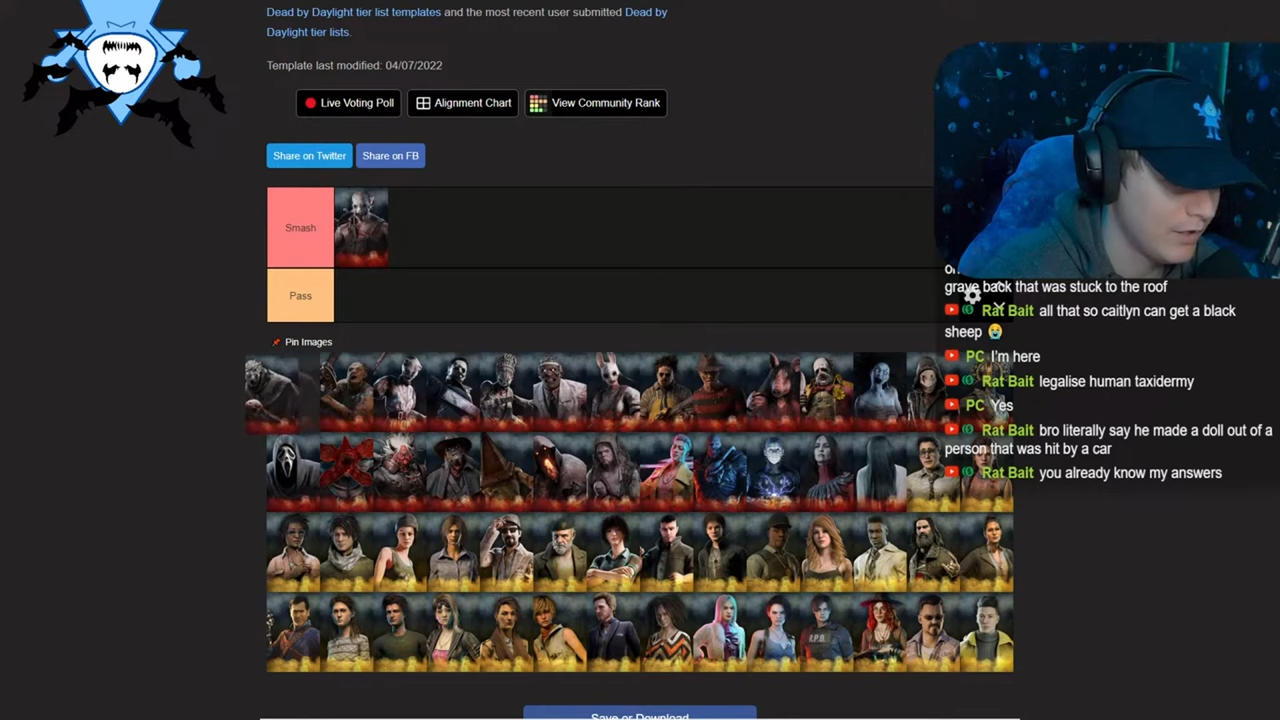 Dead by Daylight tier list templates and the most recent user submitted Dead by
Daylight tier lists.
Template last modified: 04/07/2022
Live Voting Poll
Alignment Chart
View Community Rank
Share on Twitter
Share on FB
Smash
Pass
Pin Images
grave back that was stuck to the roof
Rat Bait all that so caitlyn can get a black
sheep 😭
PC I'm here
Rat Bait legalise human taxidermy
PC Yes
Rat Bait bro literally say he made a doll out of a
person that was hit by a car
Rat Bait you already know my answers
R.P.D.
Save or Download